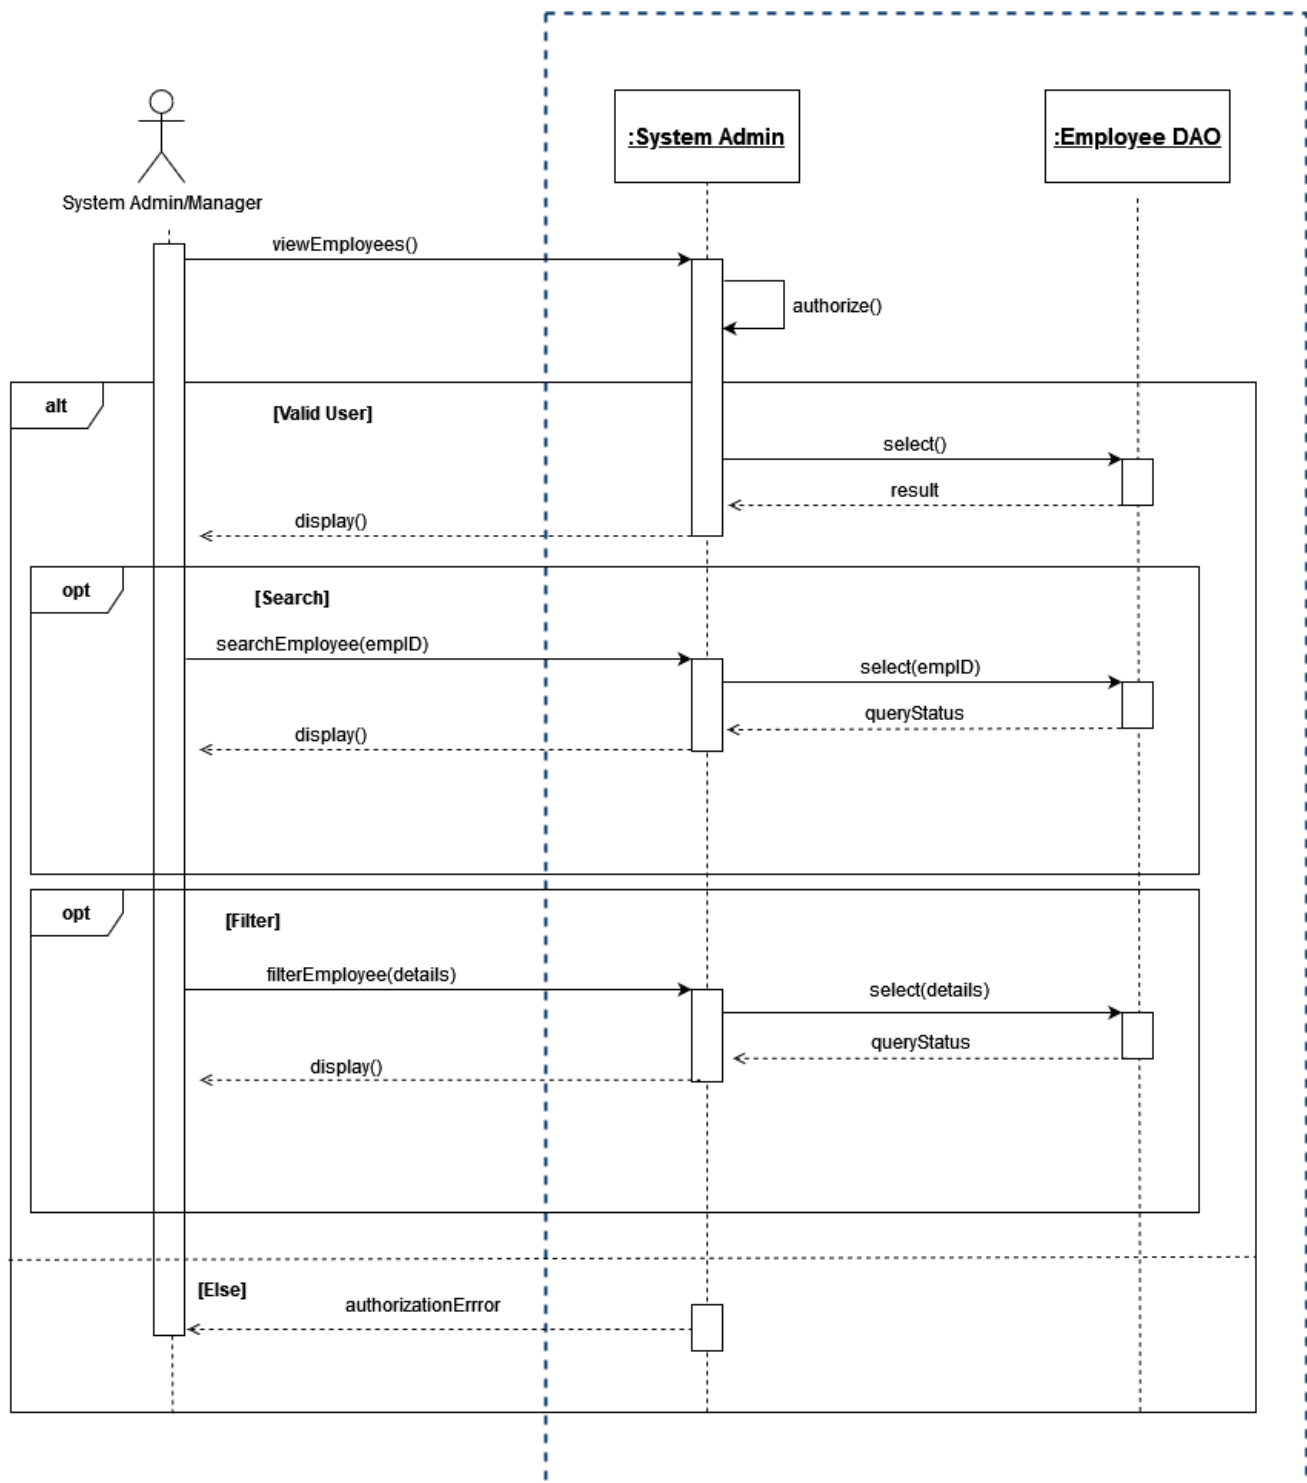 :System Admin
:Employee DAO
System Admin/Manager
viewEmployees()
authorize()
alt
[Valid User]
select()
result
display()
opt
[Search]
searchEmployee(empID)
select(empID)
queryStatus
display()
opt
[Filter]
filterEmployee(details)
select(details)
queryStatus
display()
[Else]
authorizationErrror